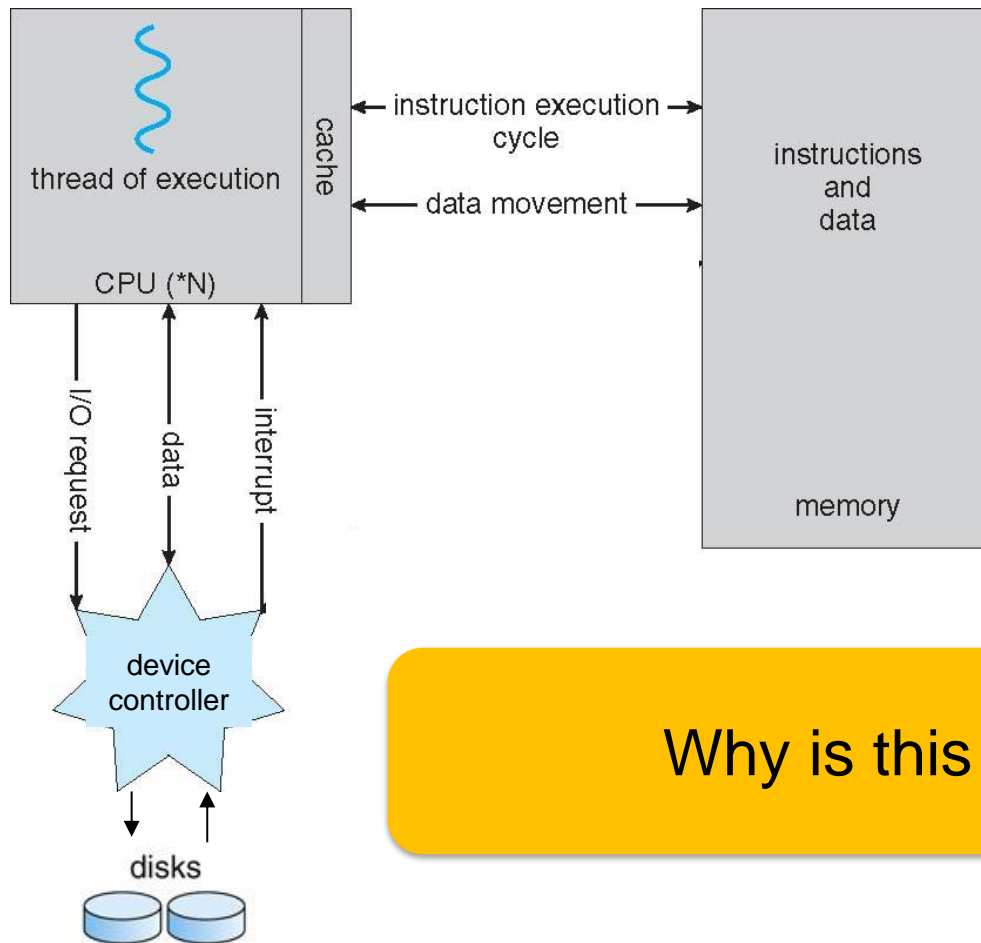 thread of execution
cache
CPU (*N)
instruction execution
cycle
data movement
instructions
and
data
memory
I/O request
data
interrupt
device
controller
disks
Why is this